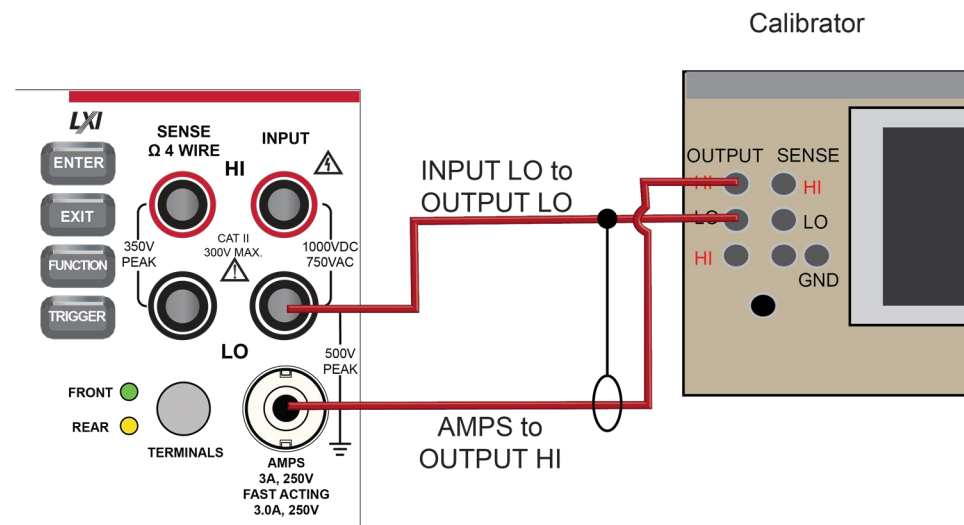 Calibrator
LXI
ENTER
EXIT
FUNCTION
TRIGGER
SENSE
Ω 4 WIRE
INPUT
HI
350V
PEAK
CAT II
300V MAX.
1000VDC
750VAC
LO
500V
PEAK
FRONT
REAR
TERMINALS
AMPS
3A, 250V
FAST ACTING
3.0A, 250V
INPUT LO to
OUTPUT LO
AMPS to
OUTPUT HI
OUTPUT SENSE
HI HI
LO LO
HI
GND